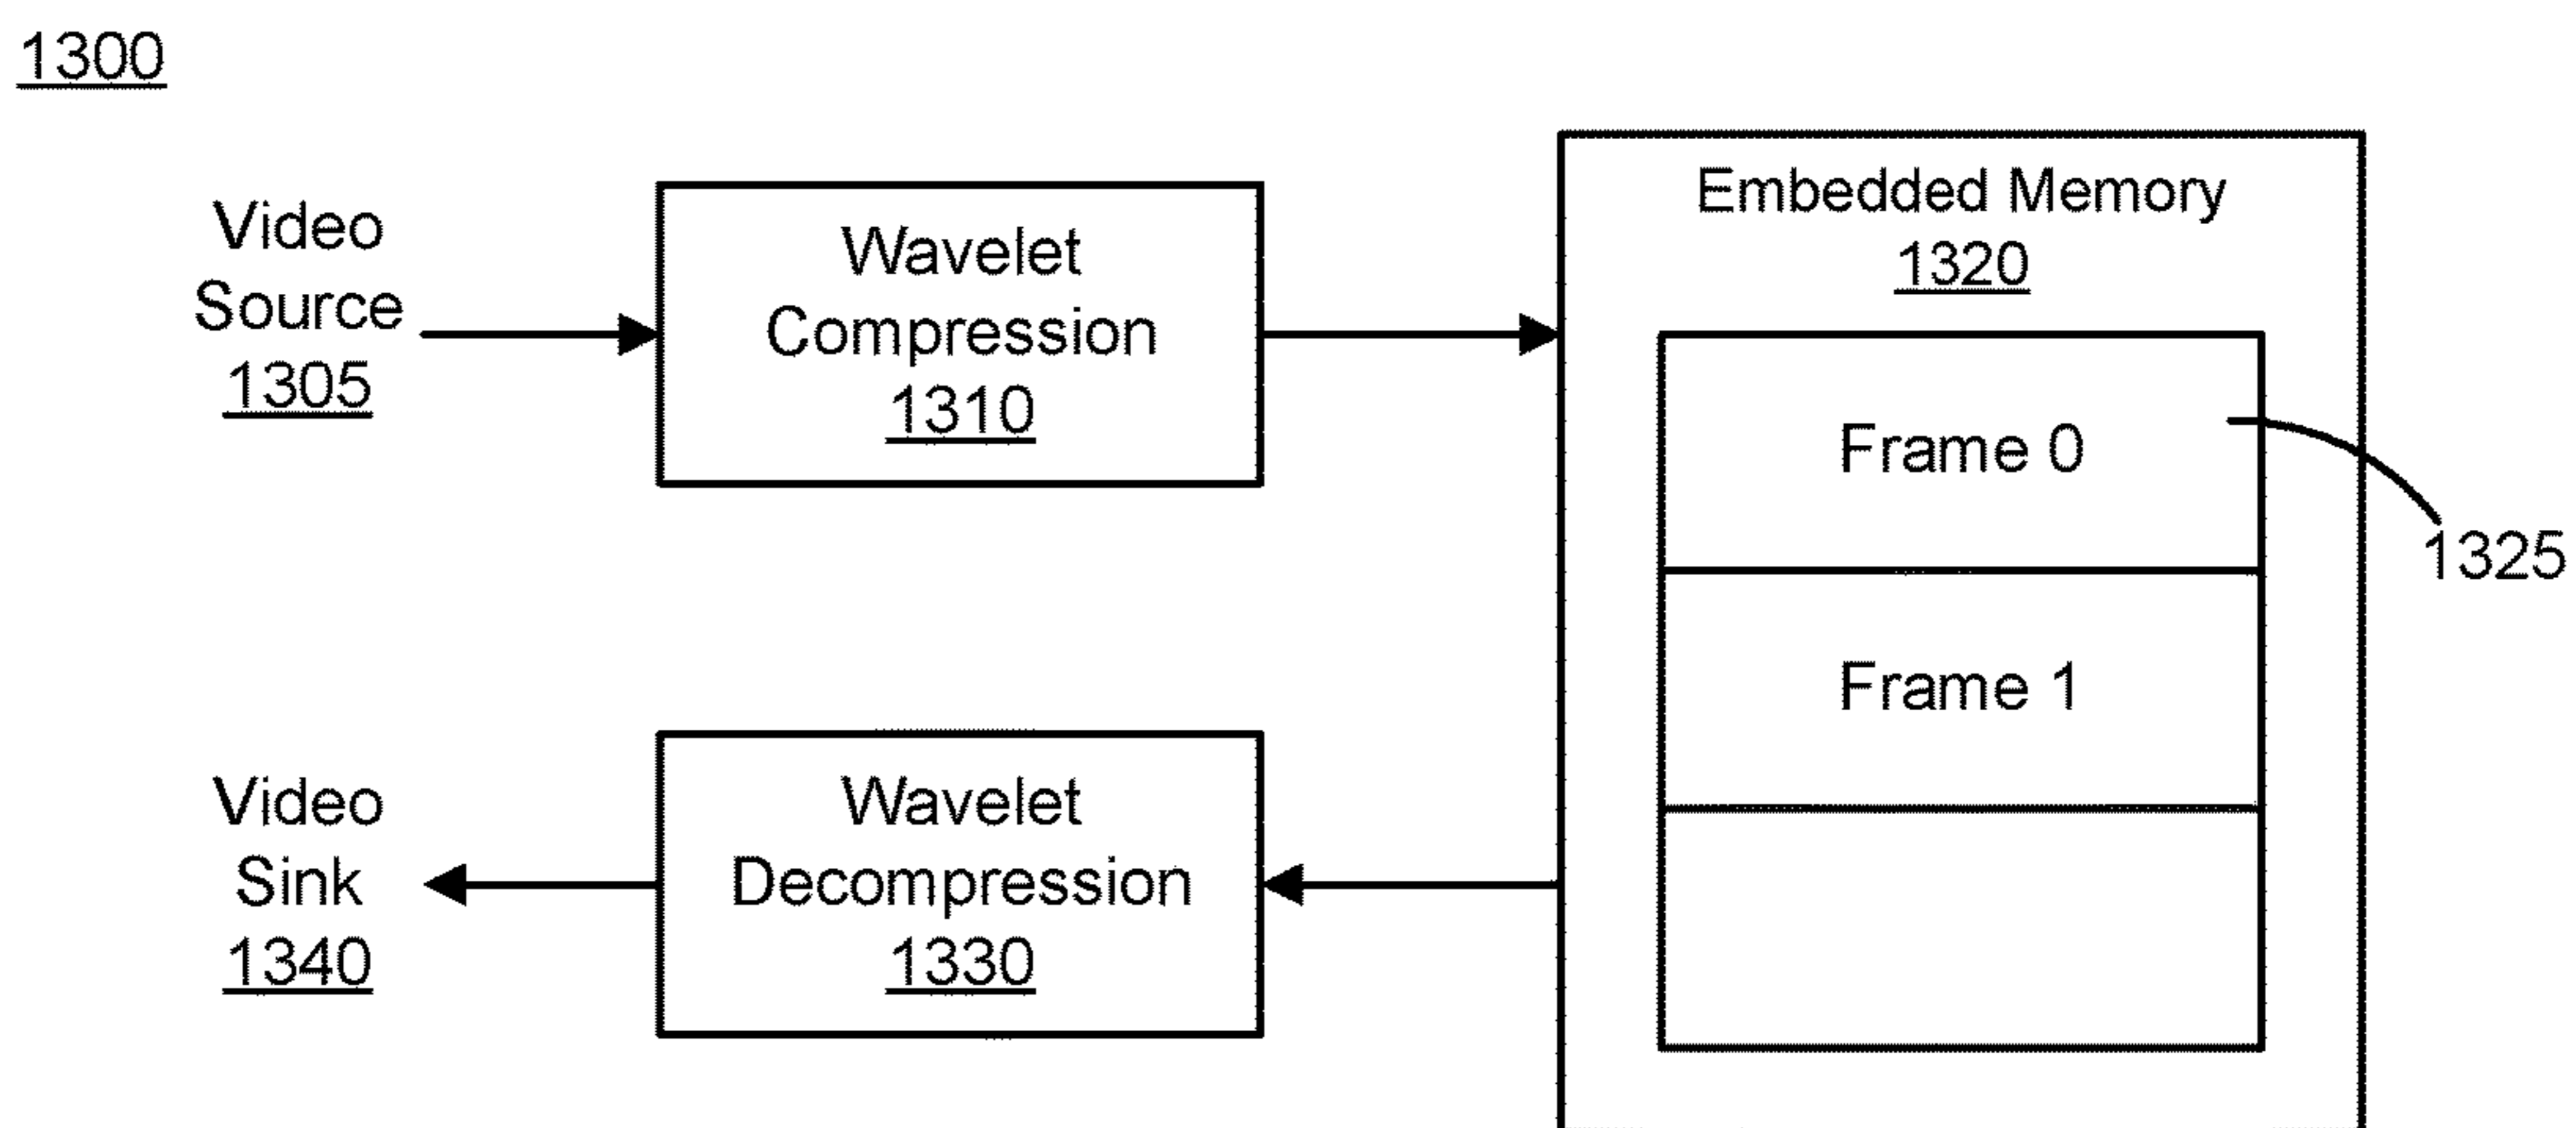 1300
Video
Source
1305
Wavelet
Compression
1310
Embedded Memory
1320
Frame 0
1325
Frame 1
Video
Sink
1340
Wavelet
Decompression
1330